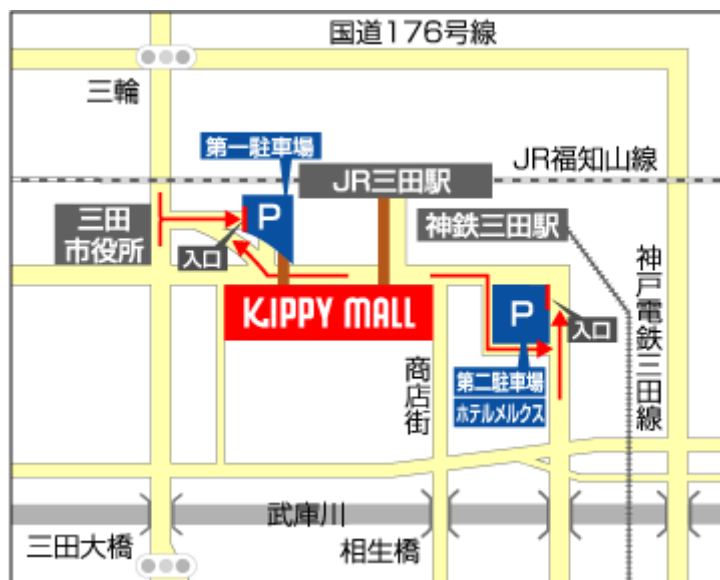 国道176号線
三輪
第一駐車場
JR福知山線
JR三田駅
P
三田
市役所
神鉄三田駅
入口
神戸電鉄三田線
KiPPY MALL
P
入口
商店街
第二駐車場
ホテルメルクス
武庫川
三田大橋
相生橋